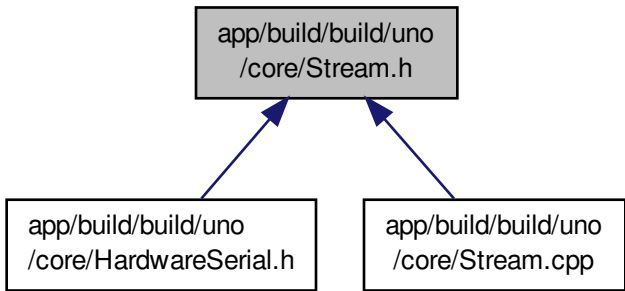 app/build/build/uno
/core/Stream.h
app/build/build/uno
/core/HardwareSerial.h
app/build/build/uno
/core/Stream.cpp